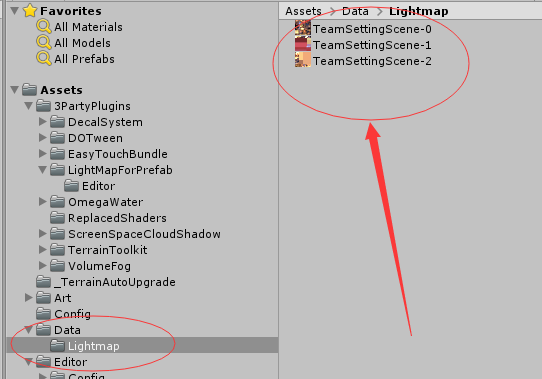 Favorites
All Materials
All Models
All Prefabs
Assets
3PartyPlugins
DecalSystem
DOTween
EasyTouchBundle
LightMapForPrefab
Editor
OmegaWater
ReplacedShaders
ScreenSpaceCloudShadow
TerrainToolkit
VolumeFog
_TerrainAutoUpgrade
Art
Config
Data
Lightmap
Editor
Config
Assets Data Lightmap
TeamSettingScene-0
TeamSettingScene-1
TeamSettingScene-2